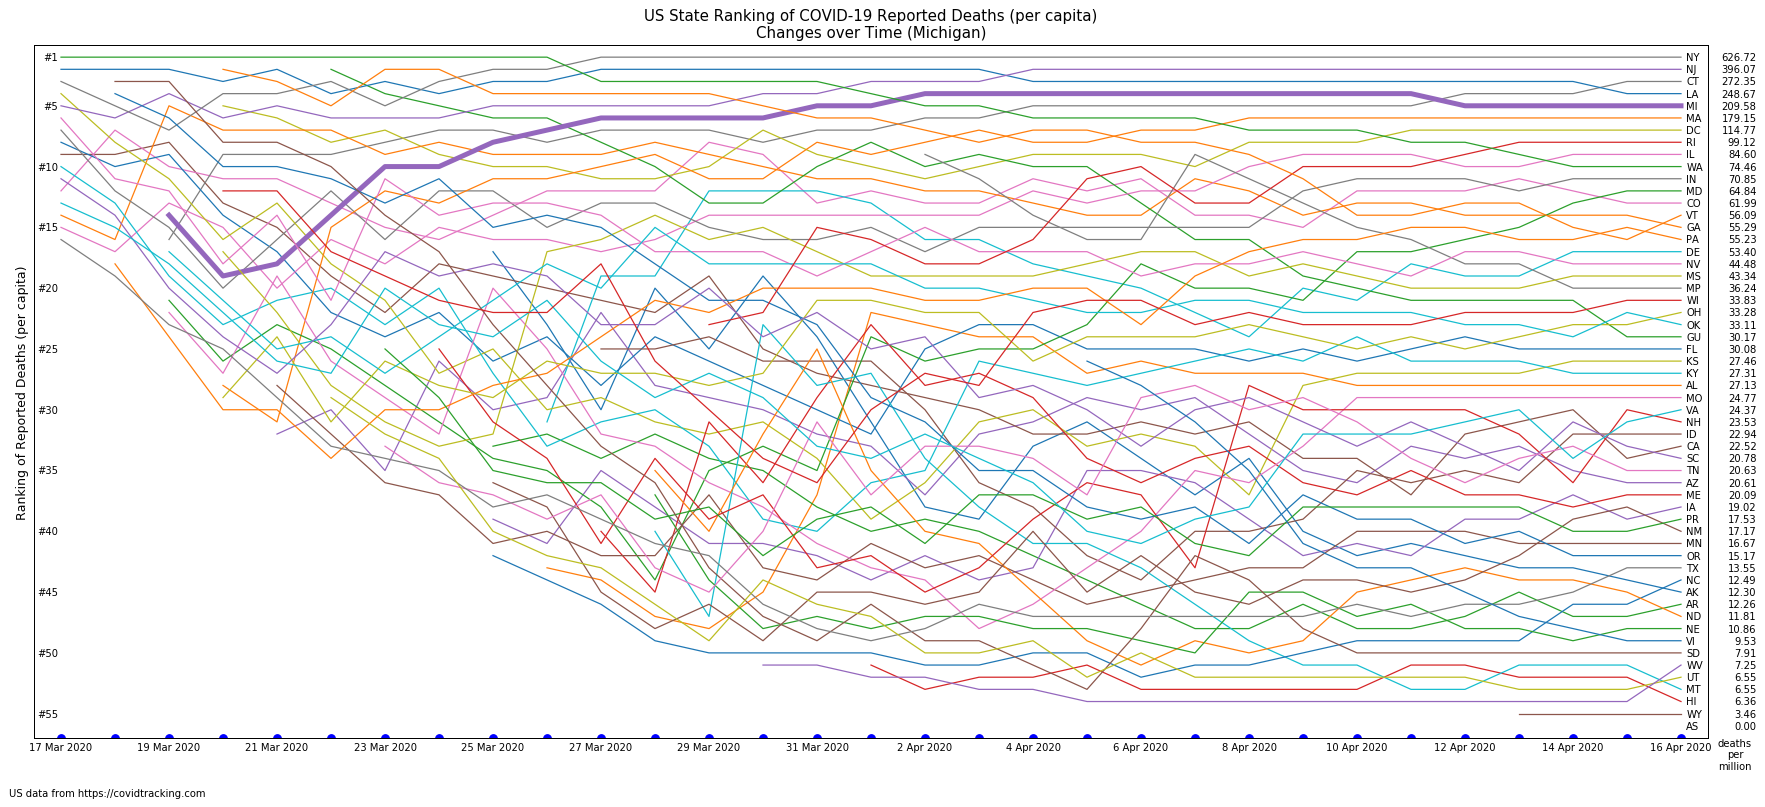 US State Ranking of COVID-19 Reported Deaths (per capita)
Changes over Time (Michigan)
Ranking of Reported Deaths (per capita)
#1
#5
#10
#15
#20
#25
#30
#35
#40
#45
#50
#55
NY 626.72
NJ 396.07
CT 272.35
LA 248.67
MI 209.58
MA 179.15
DC 114.77
RI 99.12
IL 84.60
WA 74.46
IN 70.85
MD 64.84
CO 61.99
VT 56.09
GA 55.29
PA 55.23
DE 53.40
NV 44.48
MS 43.34
MP 36.24
WI 33.83
OH 33.28
OK 33.11
GU 30.17
FL 30.08
KS 27.46
KY 27.31
AL 27.13
MO 24.77
VA 24.37
NH 23.53
ID 22.94
CA 22.52
SC 20.78
TN 20.63
AZ 20.61
ME 20.09
IA 19.02
PR 17.53
NM 17.17
MN 16.67
OR 15.17
TX 13.55
NC 12.49
AK 12.30
AR 12.26
ND 11.81
NE 10.86
VI 9.53
SD 7.91
WV 7.25
UT 6.55
MT 6.55
HI 6.36
WY 3.46
AS 0.00
17 Mar 2020 19 Mar 2020 21 Mar 2020 23 Mar 2020 25 Mar 2020 27 Mar 2020 29 Mar 2020 31 Mar 2020 2 Apr 2020 4 Apr 2020 6 Apr 2020 8 Apr 2020 10 Apr 2020 12 Apr 2020 14 Apr 2020 16 Apr 2020
deaths
per
million
US data from https://covidtracking.com